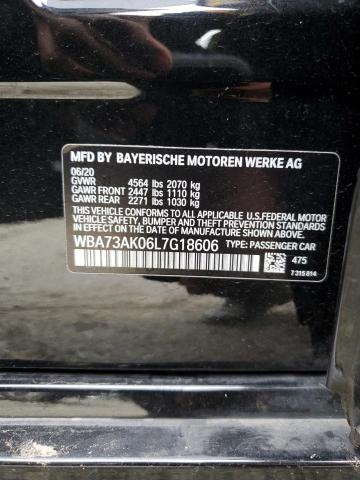 MFD BY BAYERISCHE MOTOREN WERKE AG
06/20
GVWR 4564 lbs 2070 kg
GAWR FRONT 2447 lbs 1110 kg
GAWR REAR 2271 lbs 1030 kg
THIS VEHICLE CONFORMS TO ALL APPLICABLE U.S.FEDERAL MOTOR
VEHICLE SAFETY, BUMPER, AND THEFT PREVENTION STANDARDS
IN EFFECT ON THE DATE OF MANUFACTURE SHOWN ABOVE.
WBA73AK06L7G18606 TYPE: PASSENGER CAR
475
7 315 814